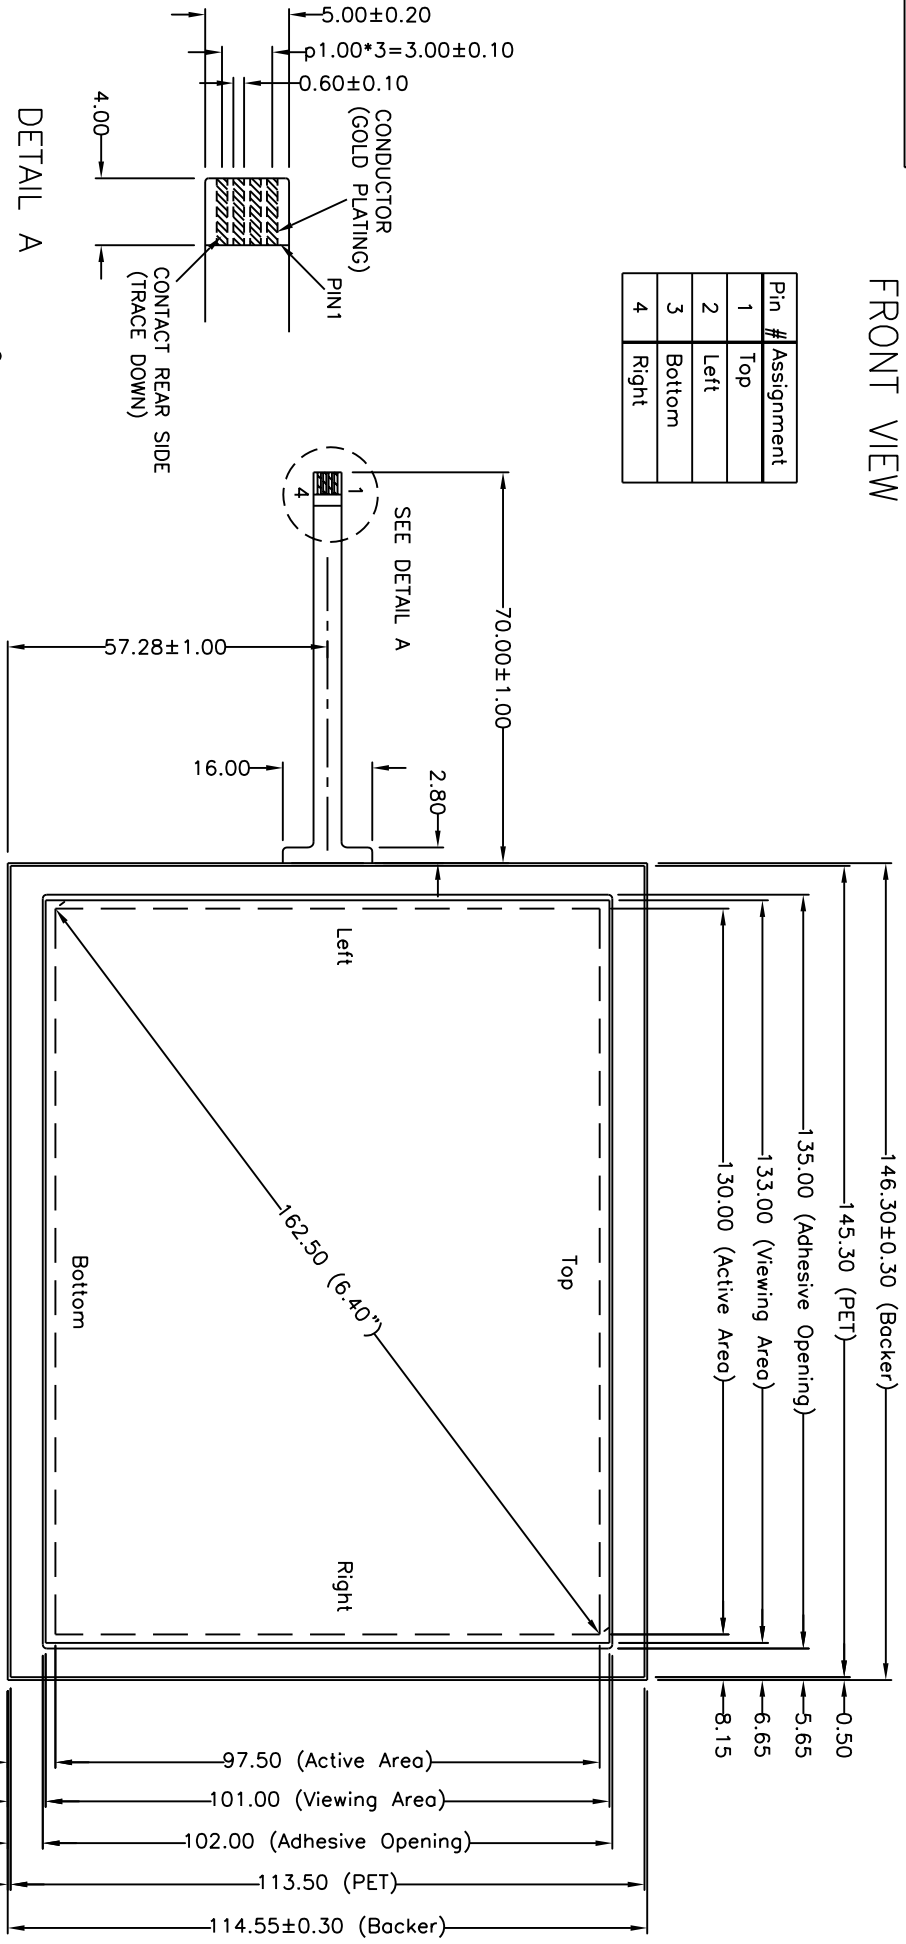 FRONT VIEW
Pin # Assignment
1 Top
2 Left
3 Bottom
4 Right
5.00±0.20
p1.00*3=3.00±0.10
0.60±0.10
4.00
CONDUCTOR
(GOLD PLATING)
PIN1
CONTACT REAR SIDE
(TRACE DOWN)
DETAIL A
1
4
SEE DETAIL A
70.00±1.00
57.28±1.00
16.00
2.80
146.30±0.30 (Backer)
145.30 (PET)
135.00 (Adhesive Opening)
133.00 (Viewing Area)
130.00 (Active Area)
0.50
5.65
6.65
8.15
Top
Left
Right
Bottom
162.50 (6.40")
97.50 (Active Area)
101.00 (Viewing Area)
102.00 (Adhesive Opening)
113.50 (PET)
114.55±0.30 (Backer)